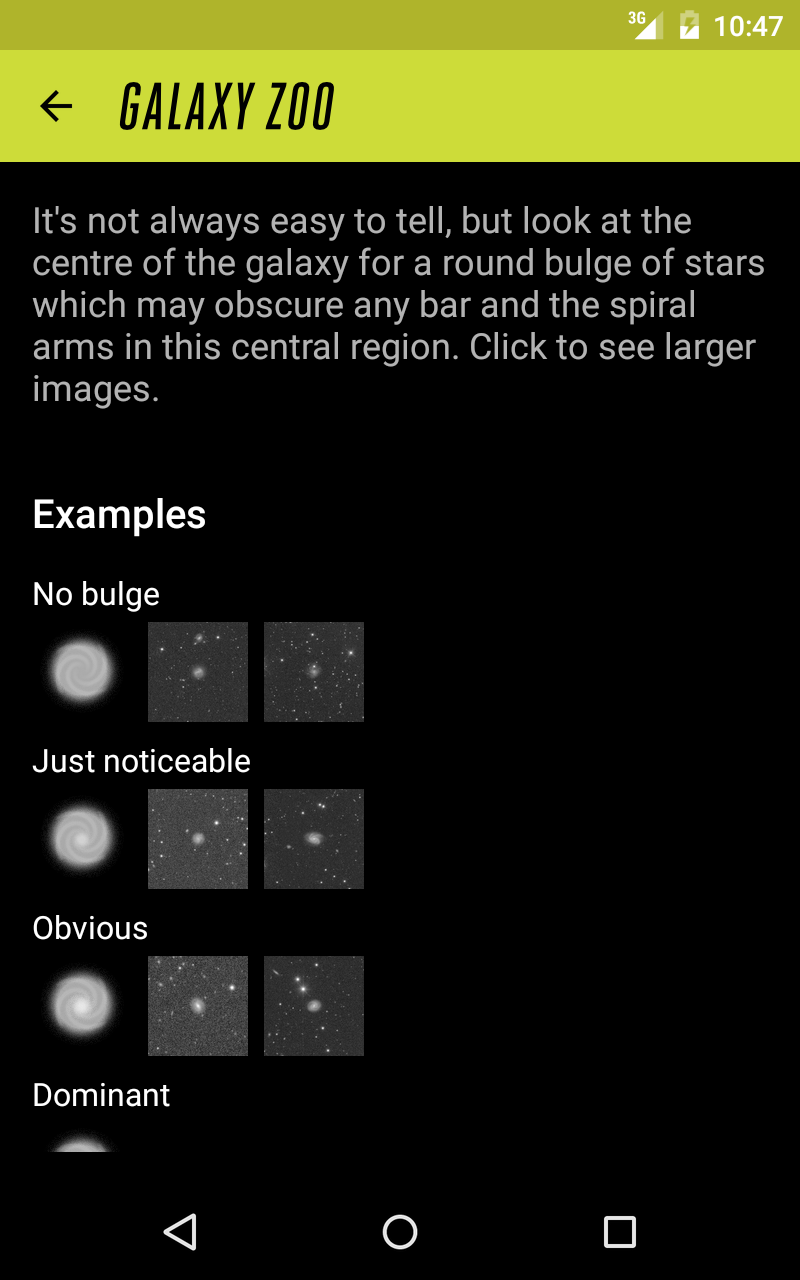 3G 10:47
GALAXY ZOO
It's not always easy to tell, but look at the
centre of the galaxy for a round bulge of stars
which may obscure any bar and the spiral
arms in this central region. Click to see larger
images.
Examples
No bulge
Just noticeable
Obvious
Dominant